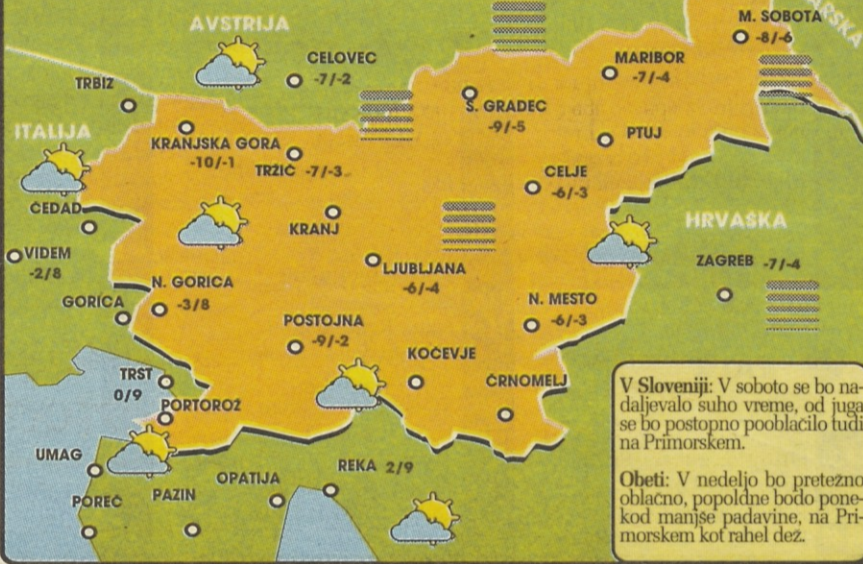 AVSTRIJA
M. SOBOTA
-8/-6
CELOVEC
-7/-2
MARIBOR
-7/-4
TRBIŽ
Š. GRADEC
-9/-5
ITALIJA
KRANJSKA GORA
-10/-1
TRŽIČ -7/-3
PTUJ
CELJE
-6/-3
ČEDAD
KRANJ
HRVAŠKA
VIDEM
-2/8
LJUBLJANA
-6/-4
ZAGREB -7/-4
N. GORICA
-3/8
GORICA
N. MESTO
-6/-3
POSTOJNA
-9/-2
KOČEVJE
TRST
0/9
ČRNOMELJ
PORTOROŽ
UMAG
OPATIJA
REKA 2/9
POREČ
PAZIN
V Sloveniji: V soboto se bo na-
daljevalo suho vreme, od juga
se bo postopno pooblačilo tudi
na Primorskem.
Obeti: V nedeljo bo pretežno
oblačno, popoldne bodo pone-
kod manjše padavine, na Pri-
morskem kot rahel dež.